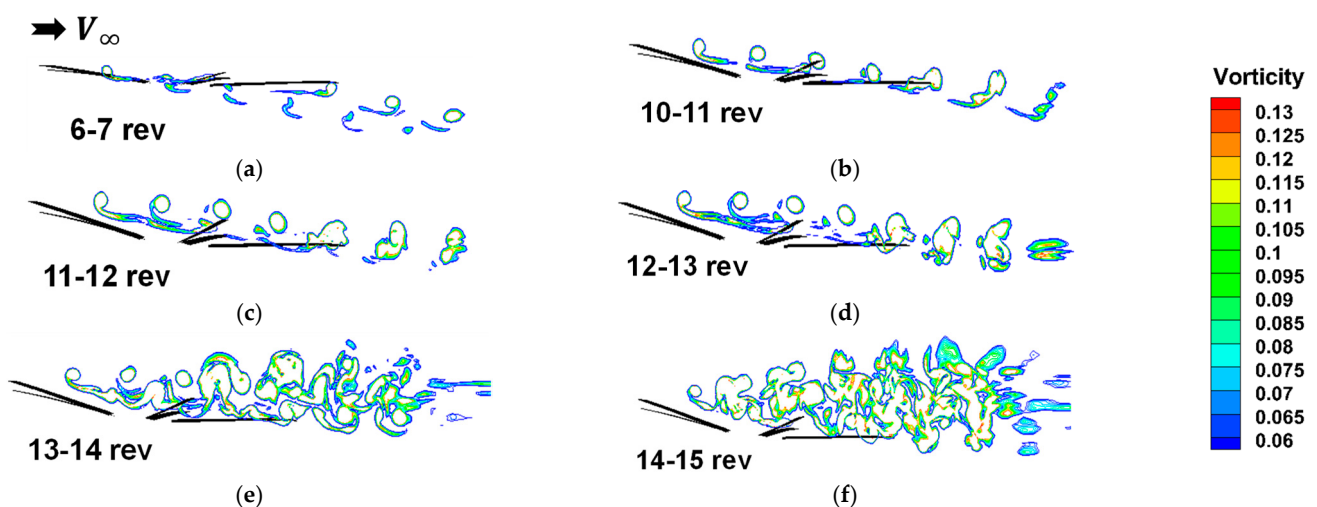 V∞
6-7 rev
10-11 rev
(a)
(b)
11-12 rev
12-13 rev
(c)
(d)
13-14 rev
14-15 rev
(e)
(f)
Vorticity
0.13
0.125
0.12
0.115
0.11
0.105
0.1
0.095
0.09
0.085
0.08
0.075
0.07
0.065
0.06